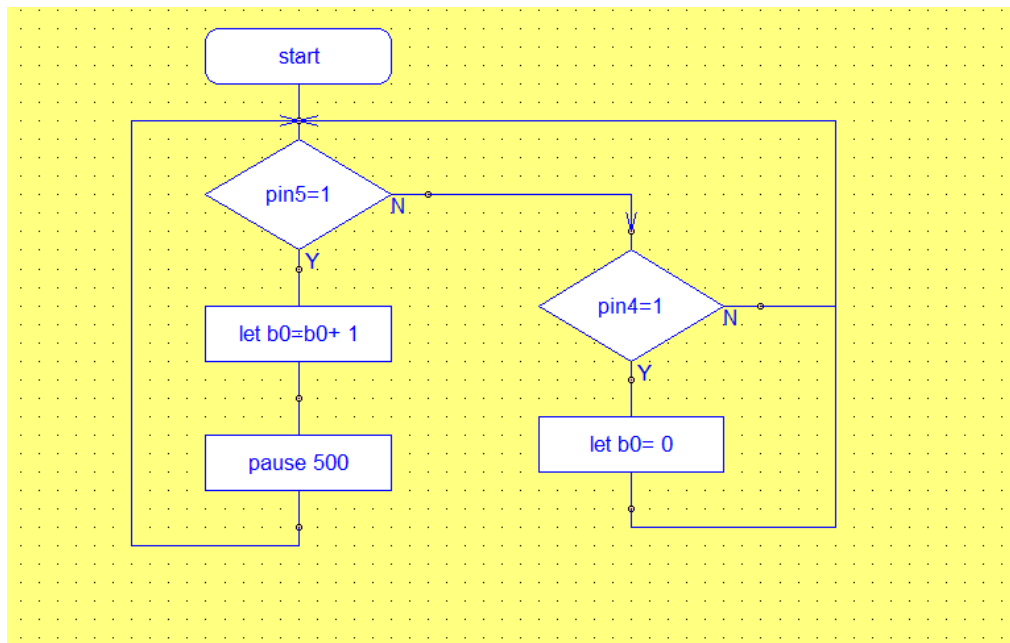 start
pin5=1
N
Y
let b0=b0+ 1
pause 500
pin4=1
N
Y
let b0= 0